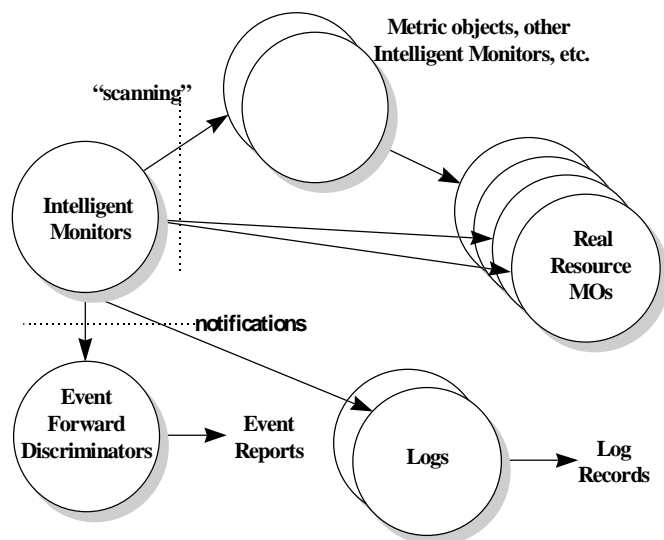 Metric objects, other
Intelligent Monitors, etc.
“scanning”
Intelligent
Monitors
Real
Resource
MOs
notifications
Event
Forward
Discriminators
Event
Reports
Logs
Log
Records